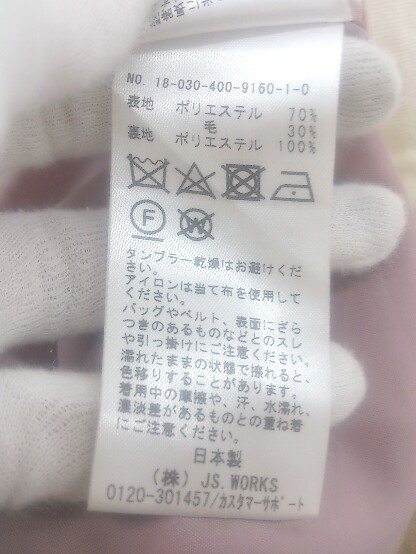 NO. 18-030-400-9160-1-0
表地 ポリエステル 70%
毛 30%
裏地 ポリエステル 100%
F W
タンブラー乾燥はお避けくだ
さい。
アイロンは当て布を使用して
ください。
バッグやベルト、表面にざら
つきのあるものなどとのスレ
や引っ掛けにご注意ください。
濡れたままの状態で擦れると、
色移りすることがあります。
着用中の摩擦や、汗、水濡れ、
濃淡差があるものとの重ね着
にご注意ください。
日本製
(株) JS.WORKS
0120-301457/カスタマーサポート